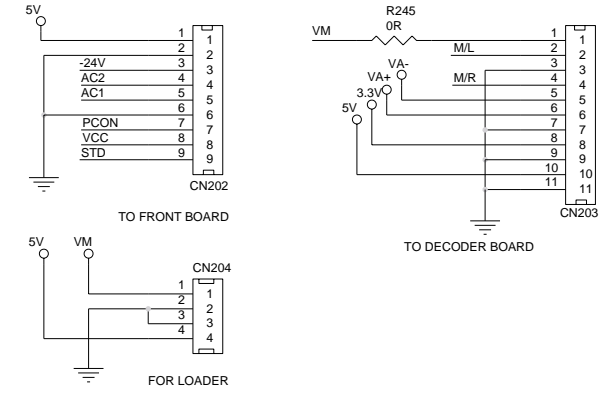 5V
1 1
2 2
-24V 3 3
AC2 4 4
AC1 5 5
6 6
PCON 7 7
VCC 8 8
STD 9 9
CN202
TO FRONT BOARD
R245
0R
VM 1 1
M/L 2 2
3 3
VA- M/R 4 4
VA+ 5 5
3.3V 6 6
5V 7 7
8 8
9 9
10 10
11 11
CN203
TO DECODER BOARD
5V VM
CN204
1 1
2 2
3 3
4 4
FOR LOADER